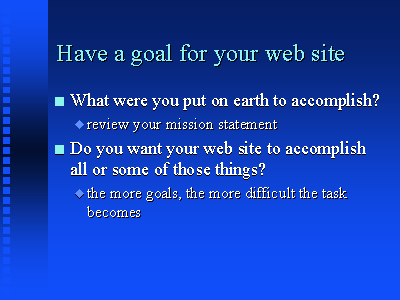 Have a goal for your web site
What were you put on earth to accomplish?
review your mission statement
Do you want your web site to accomplish
all or some of those things?
the more goals, the more difficult the task
becomes